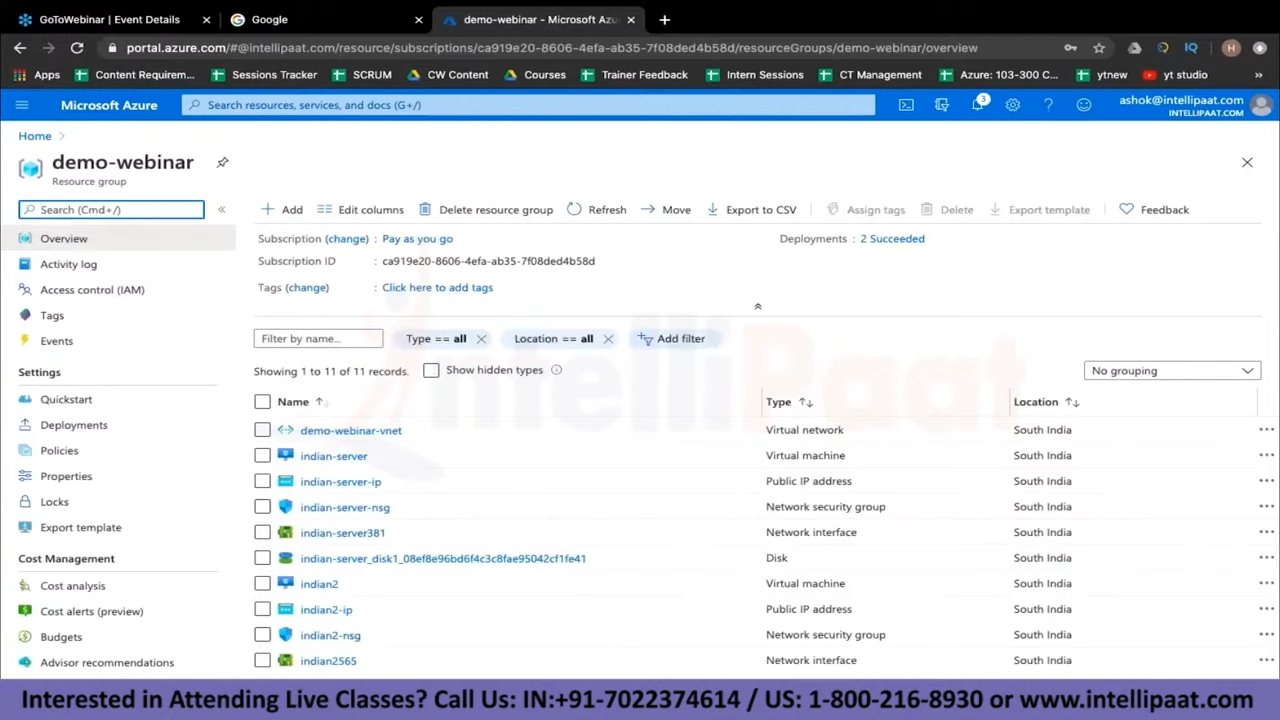 GoToWebinar | Event Details
Google
demo-webinar - Microsoft Azu
portal.azure.com/#@intellipaat.com/resource/subscriptions/ca919e20-8606-4efa-ab35-7f08ded4b58d/resourceGroups/demo-webinar/overview
IQ
H
Apps
Content Requirem...
Sessions Tracker
SCRUM
CW Content
Courses
Trainer Feedback
Intern Sessions
CT Management
Azure: 103-300 C...
ytnew
yt studio
»
Microsoft Azure
Search resources, services, and docs (G+/)
3
ashok@intellipaat.com
INTELLIPAAT.COM
Home
demo-webinar
Resource group
Search (Cmd+/)
«
Add
Edit columns
Delete resource group
Refresh
Move
Export to CSV
Assign tags
Delete
Export template
Feedback
Overview
Activity log
Access control (IAM)
Tags
Events
Settings
Quickstart
Deployments
Policies
Properties
Locks
Export template
Cost Management
Cost analysis
Cost alerts (preview)
Budgets
Advisor recommendations
Subscription (change) : Pay as you go
Deployments : 2 Succeeded
Subscription ID : ca919e20-8606-4efa-ab35-7f08ded4b58d
Tags (change) : Click here to add tags
Filter by name...
Type == all
Location == all
Add filter
Showing 1 to 11 of 11 records.
Show hidden types
No grouping
Name Type Location
demo-webinar-vnet Virtual network South India
indian-server Virtual machine South India
indian-server-ip Public IP address South India
indian-server-nsg Network security group South India
indian-server381 Network interface South India
indian-server_disk1_08ef8e96bd6f4c3c8fae95042cf1fe41 Disk South India
indian2 Virtual machine South India
indian2-ip Public IP address South India
indian2-nsg Network security group South India
indian2565 Network interface South India
IntelliPaat
Interested in Attending Live Classes? Call Us: IN:+91-7022374614 / US: 1-800-216-8930 or www.intellipaat.com